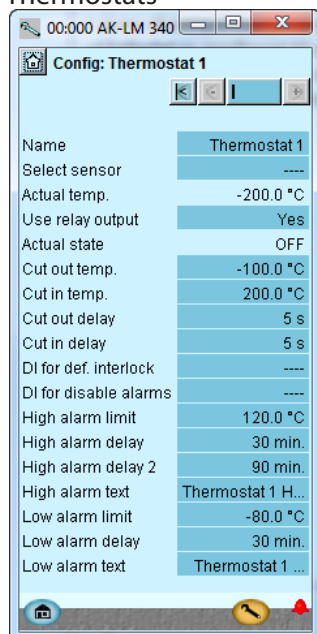 Thermostats
00:000 AK-LM 340
Config: Thermostat 1
Name Thermostat 1
Select sensor ----
Actual temp. -200.0 °C
Use relay output Yes
Actual state OFF
Cut out temp. -100.0 °C
Cut in temp. 200.0 °C
Cut out delay 5 s
Cut in delay 5 s
DI for def. interlock ----
DI for disable alarms ----
High alarm limit 120.0 °C
High alarm delay 30 min.
High alarm delay 2 90 min.
High alarm text Thermostat 1 H...
Low alarm limit -80.0 °C
Low alarm delay 30 min.
Low alarm text Thermostat 1 ...